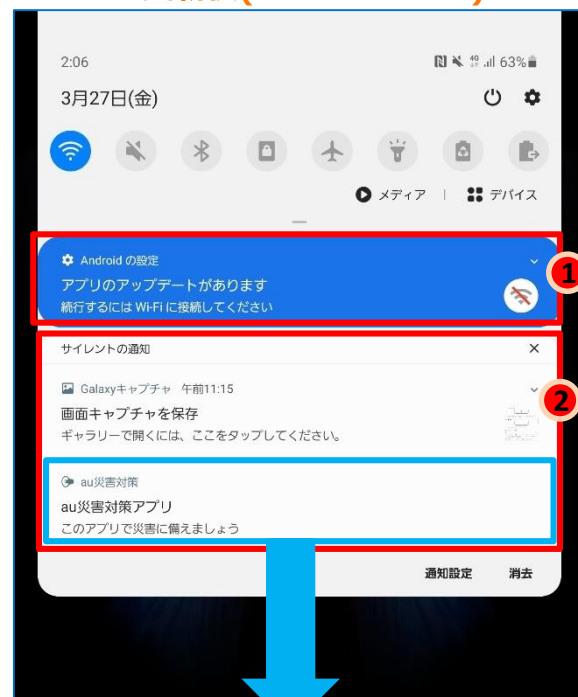 2:06
4G
63%
3月27日(金)
メディア | デバイス
Android の設定
アプリのアップデートがあります
続行するには Wi-Fi に接続してください
1
サイレントの通知
Galaxyキャプチャ 午前11:15
画面キャプチャを保存
ギャラリーで開くには、ここをタップしてください。
2
au災害対策
au災害対策アプリ
このアプリで災害に備えましょう
通知設定 消去